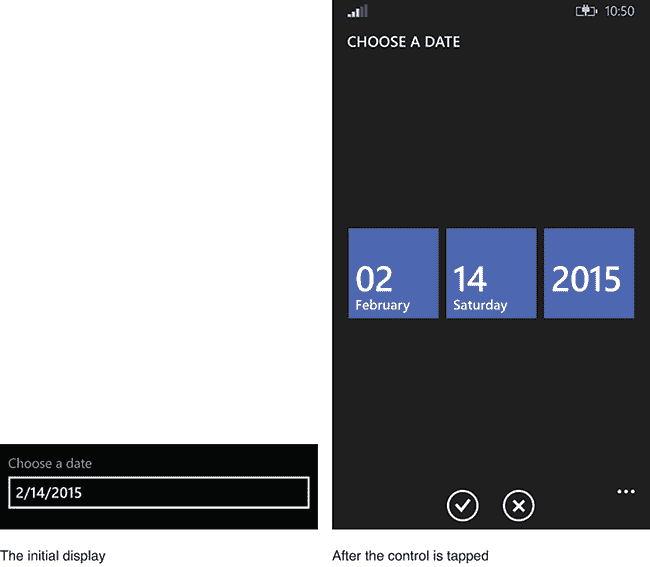 10:50
CHOOSE A DATE
02
February
14
Saturday
2015
Choose a date
2/14/2015
The initial display
After the control is tapped